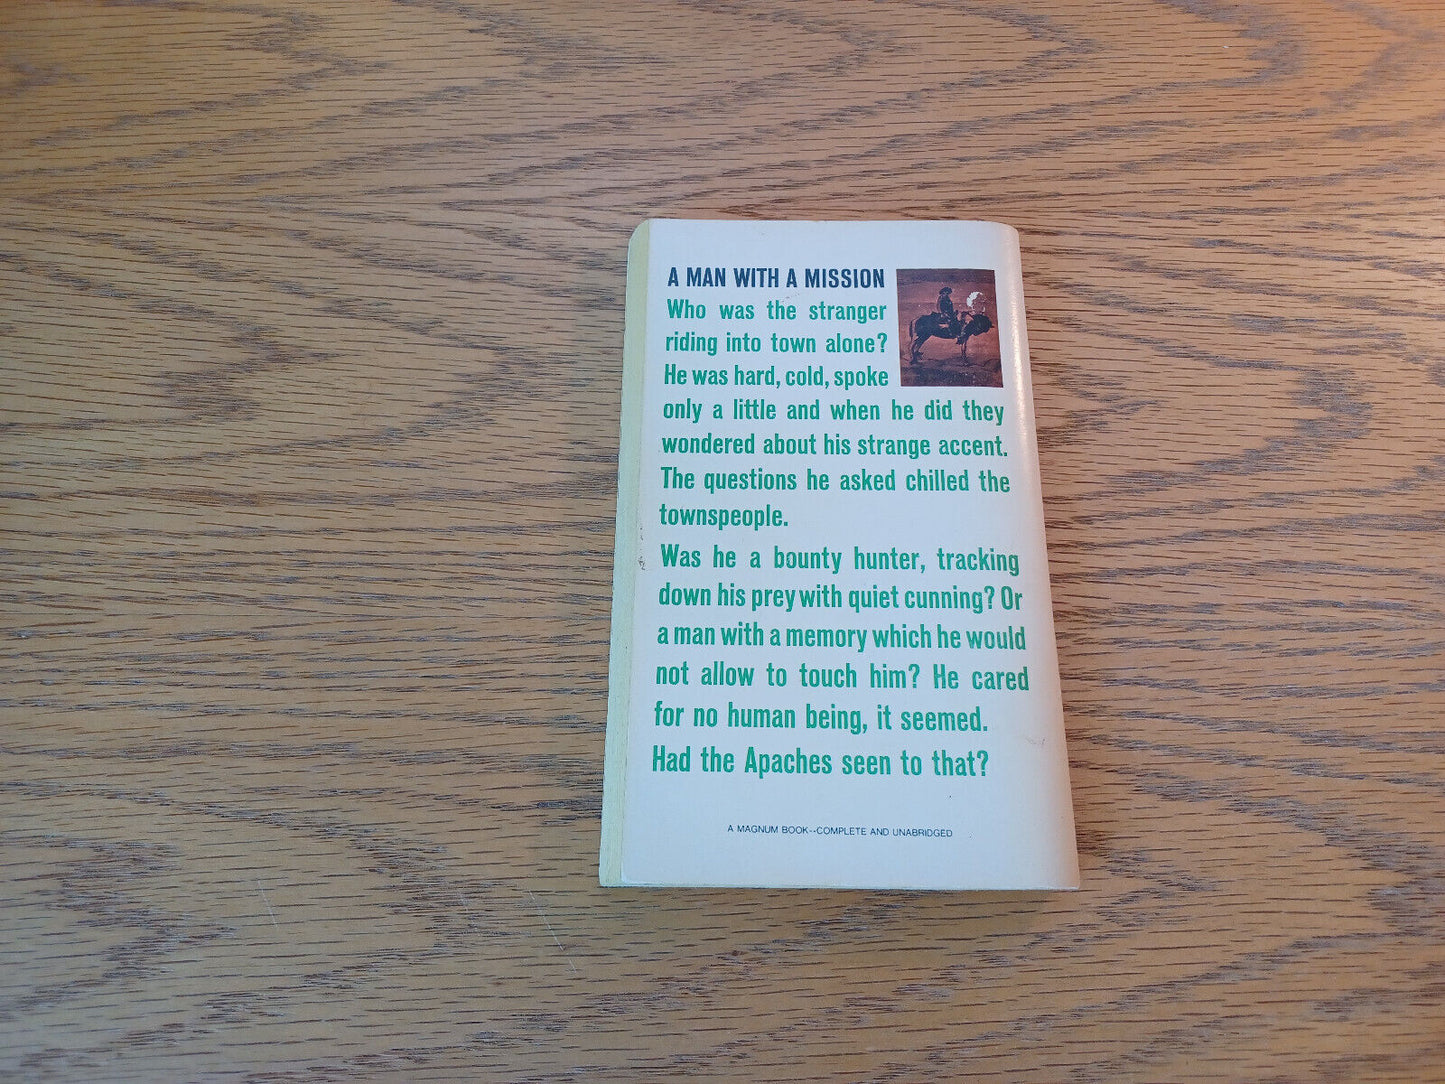 A MAN WITH A MISSION
Who was the stranger
riding into town alone?
He was hard, cold, spoke
only a little and when he did they
wondered about his strange accent.
The questions he asked chilled the
townspeople.
Was he a bounty hunter, tracking
down his prey with quiet cunning? Or
a man with a memory which he would
not allow to touch him? He cared
for no human being, it seemed.
Had the Apaches seen to that?
A MAGNUM BOOK--COMPLETE AND UNABRIDGED